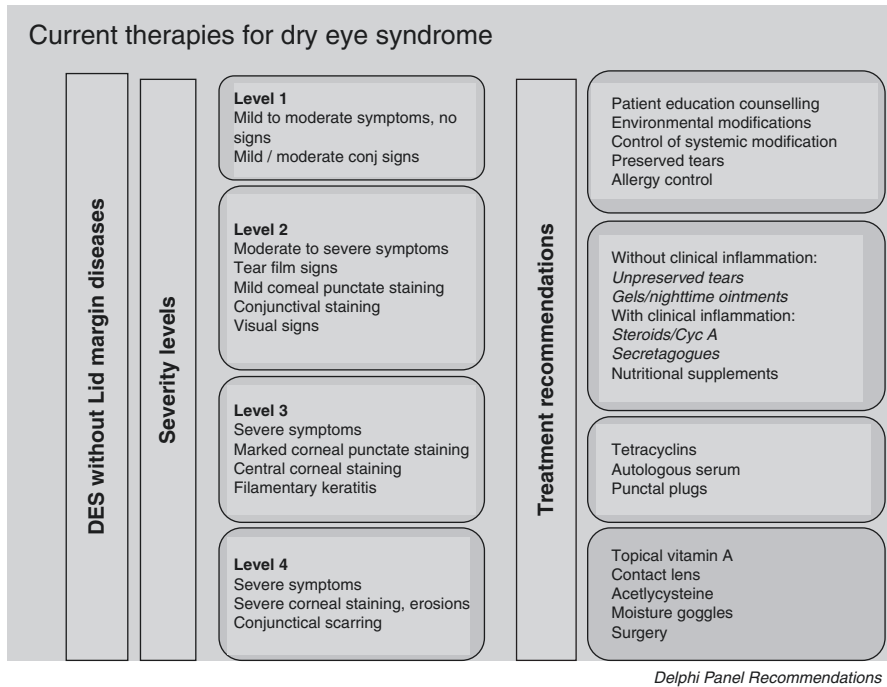 Current therapies for dry eye syndrome
DES without Lid margin diseases
Severity levels
Level 1
Mild to moderate symptoms, no
signs
Mild / moderate conj signs
Level 2
Moderate to severe symptoms
Tear film signs
Mild comeal punctate staining
Conjunctival staining
Visual signs
Level 3
Severe symptoms
Marked corneal punctate staining
Central corneal staining
Filamentary keratitis
Level 4
Severe symptoms
Severe corneal staining, erosions
Conjunctical scarring
Treatment recommendations
Patient education counselling
Environmental modifications
Control of systemic modification
Preserved tears
Allergy control
Without clinical inflammation:
Unpreserved tears
Gels/nighttime ointments
With clinical inflammation:
Steroids/Cyc A
Secretagogues
Nutritional supplements
Tetracyclins
Autologous serum
Punctal plugs
Topical vitamin A
Contact lens
Acetlycysteine
Moisture goggles
Surgery
Delphi Panel Recommendations